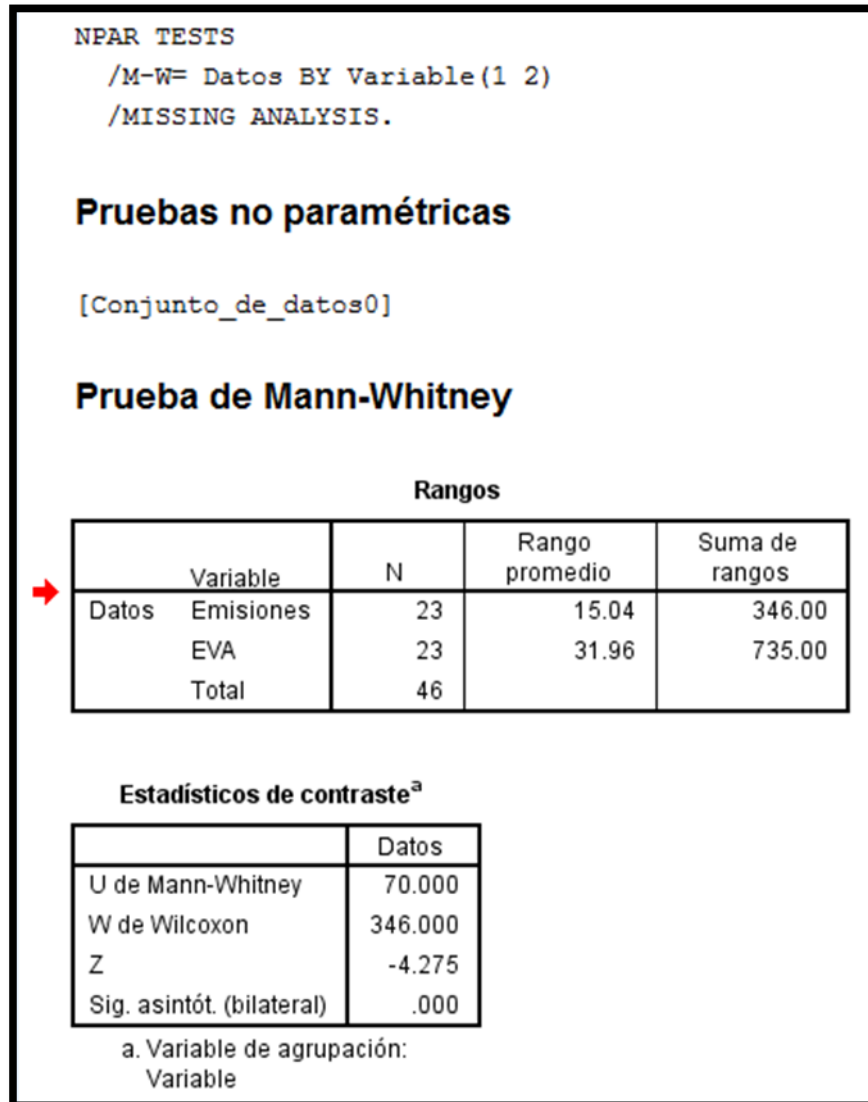 NPAR TESTS
/M-W= Datos BY Variable(1 2)
/MISSING ANALYSIS.
Pruebas no paramétricas
[Conjunto_de_datos0]
Prueba de Mann-Whitney
Rangos
Variable N Rango promedio Suma de rangos
Datos Emisiones 23 15.04 346.00
EVA 23 31.96 735.00
Total 46
Estadísticos de contrasteᵃ
Datos
U de Mann-Whitney 70.000
W de Wilcoxon 346.000
Z -4.275
Sig. asintót. (bilateral) .000
a. Variable de agrupación:
Variable